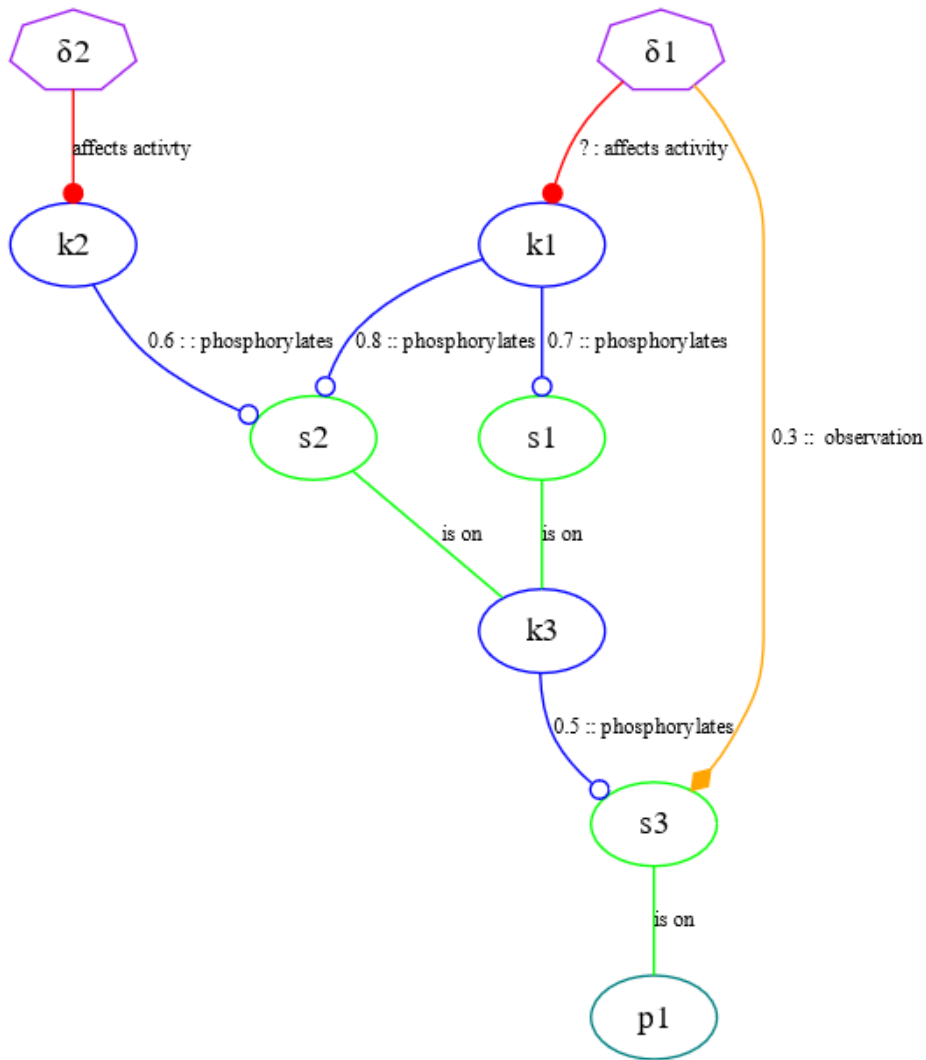 δ2
δ1
affects activty
? : affects activity
k2
k1
0.6 : : phosphorylates
0.8 :: phosphorylates
0.7 :: phosphorylates
s2
s1
0.3 :: observation
is on
is on
k3
0.5 :: phosphorylates
s3
is on
p1